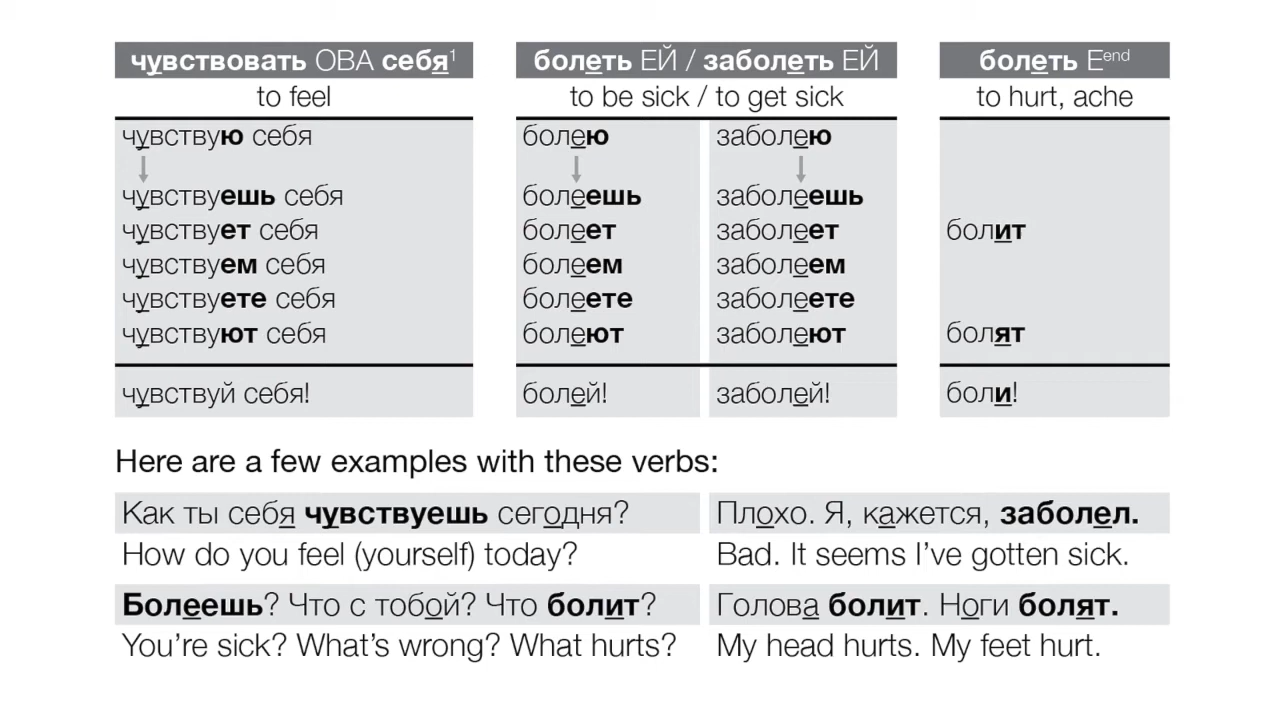 чувствовать ОВА себя¹
to feel
чувствую себя
чувствуешь себя
чувствует себя
чувствуем себя
чувствуете себя
чувствуют себя
чувствуй себя!
болеть ЕЙ / заболеть ЕЙ
to be sick / to get sick
болею заболею
болеешь заболеешь
болеет заболеет
болеем заболеем
болеете заболеете
болеют заболеют
болей! заболей!
болеть Еend
to hurt, ache
болит
болят
боли!
Here are a few examples with these verbs:
Как ты себя чувствуешь сегодня? Плохо. Я, кажется, заболел.
How do you feel (yourself) today? Bad. It seems I've gotten sick.
Болеешь? Что с тобой? Что болит? Голова болит. Ноги болят.
You're sick? What's wrong? What hurts? My head hurts. My feet hurt.